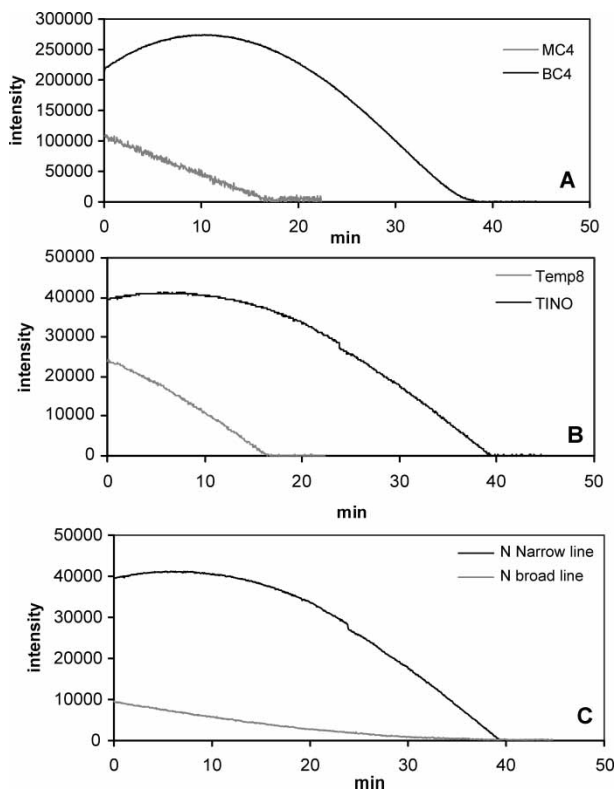 300000
250000
200000
150000
100000
50000
0
intensity
MC4
BC4
A
0 10 20 30 40 50
min
50000
40000
30000
20000
10000
0
intensity
Temp8
TINO
B
0 10 20 30 40 50
min
50000
40000
30000
20000
10000
0
intensity
N Narrow line
N broad line
C
0 10 20 30 40 50
min